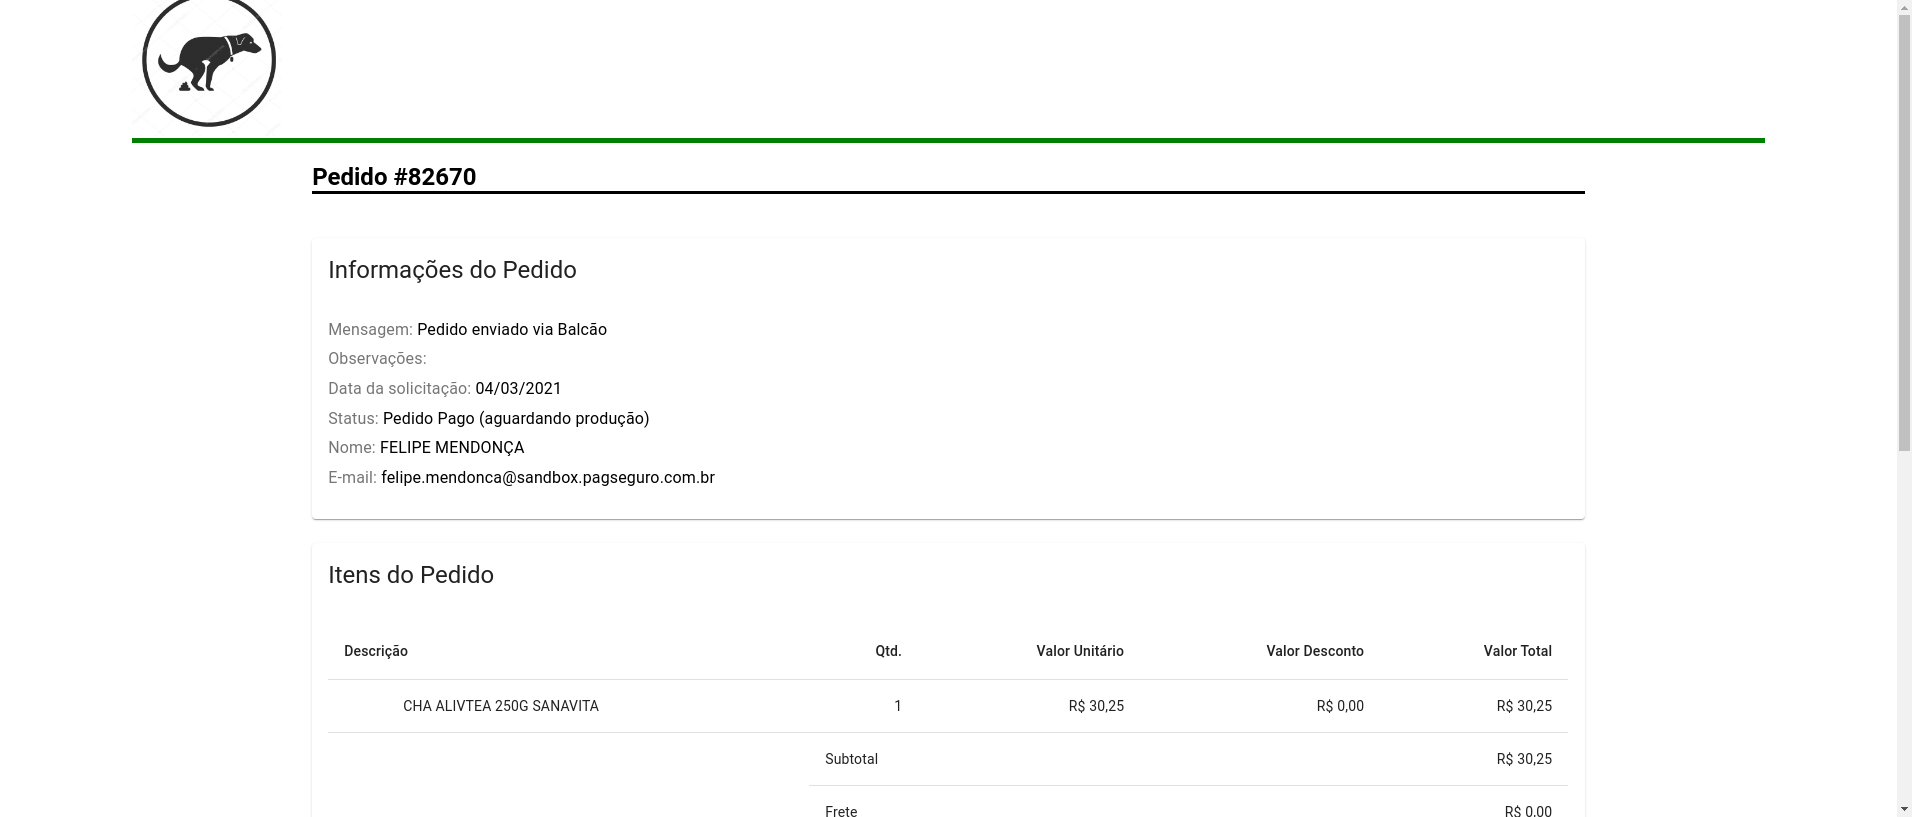 Pedido #82670
Informações do Pedido
Mensagem: Pedido enviado via Balcão
Observações:
Data da solicitação: 04/03/2021
Status: Pedido Pago (aguardando produção)
Nome: FELIPE MENDONÇA
E-mail: felipe.mendonca@sandbox.pagseguro.com.br
Itens do Pedido
Descrição Qtd. Valor Unitário Valor Desconto Valor Total
CHA ALIVTEA 250G SANAVITA 1 R$ 30,25 R$ 0,00 R$ 30,25
Subtotal R$ 30,25
Frete R$ 0,00